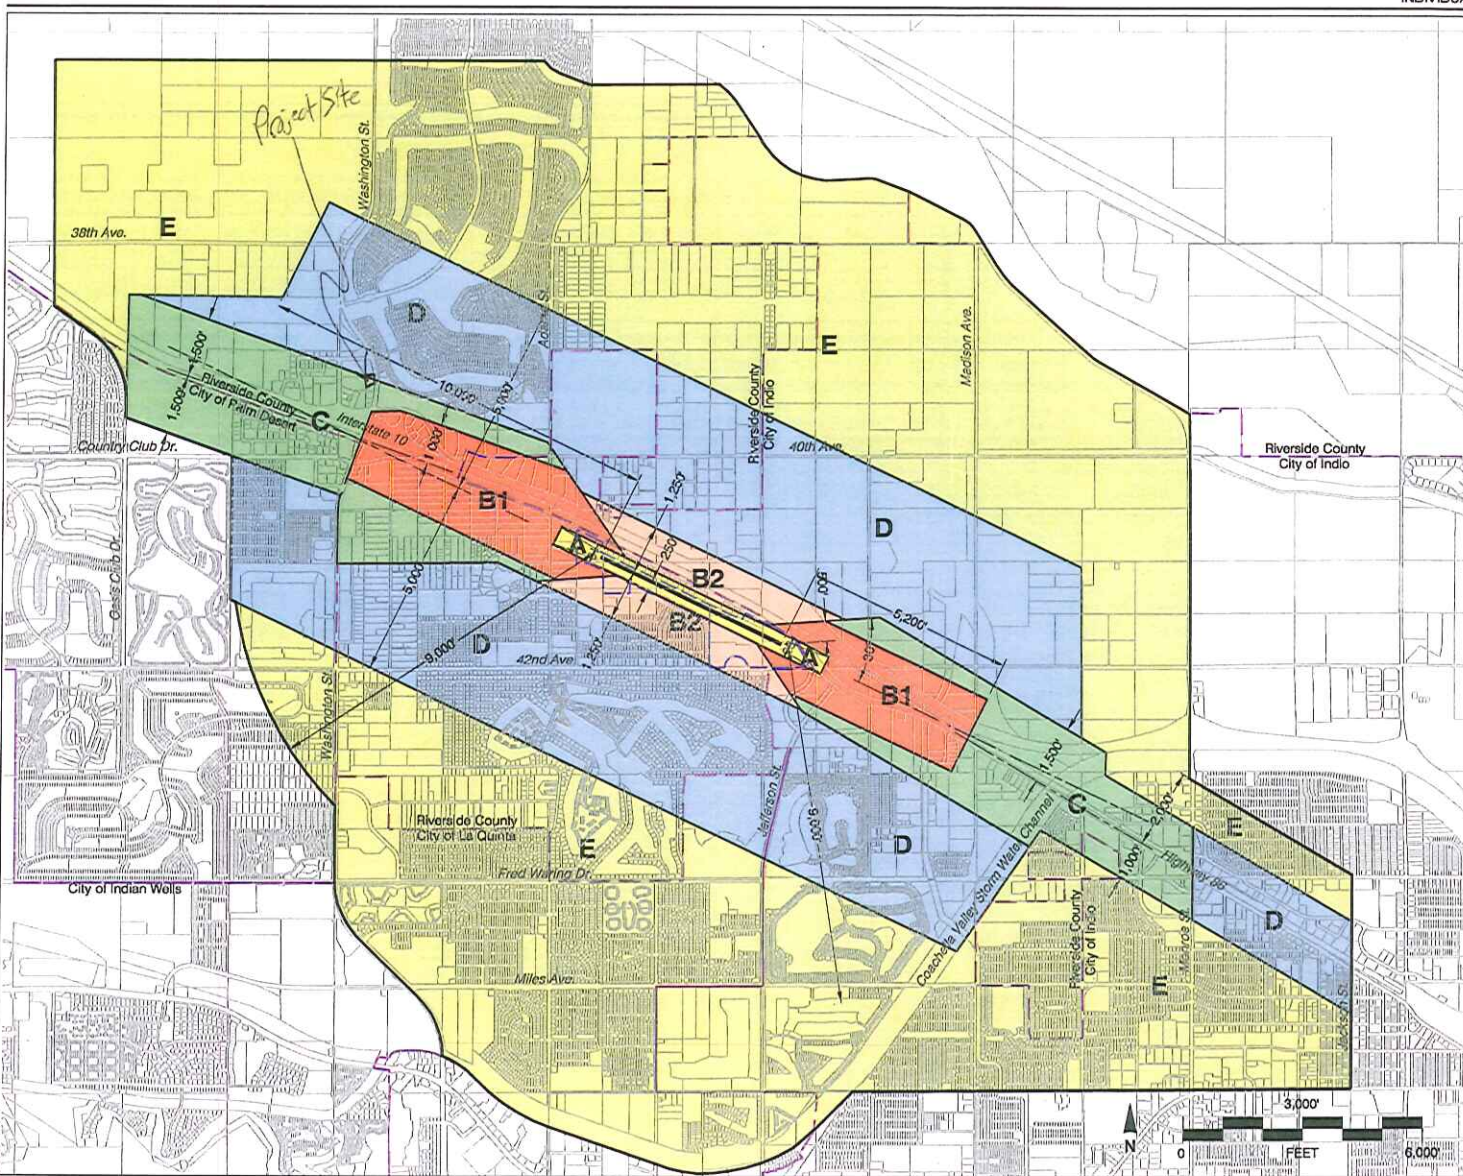 Project Site
Washington St.
38th Ave.
E
D
Adams St.
1,500'
1,500'
Riverside County
City of Palm Desert
C
Interstate 10
10,000'
5,000'
1,000'
Country Club Dr.
E
Madison Ave.
Riverside County
City of Indio
40th Ave.
Riverside County
City of Indio
B1
1,250'
250'
D
A
B2
B2
500'
5,200'
Oasis Club Dr.
5,000'
1,250'
D
9,000'
42nd Ave.
A
30°
B1
Washington St.
1,500'
Jefferson St.
9,000'
Riverside County
City of La Quinta
E
Fred Waring Dr.
D
C
2,000'
1,000'
E
Highway 86
City of Indian Wells
Coachella Valley Storm Water Channel
Riverside County
City of Indio
Monroe St.
D
E
Miles Ave.
Jackson St.
N
3,000'
0
FEET
6,000'